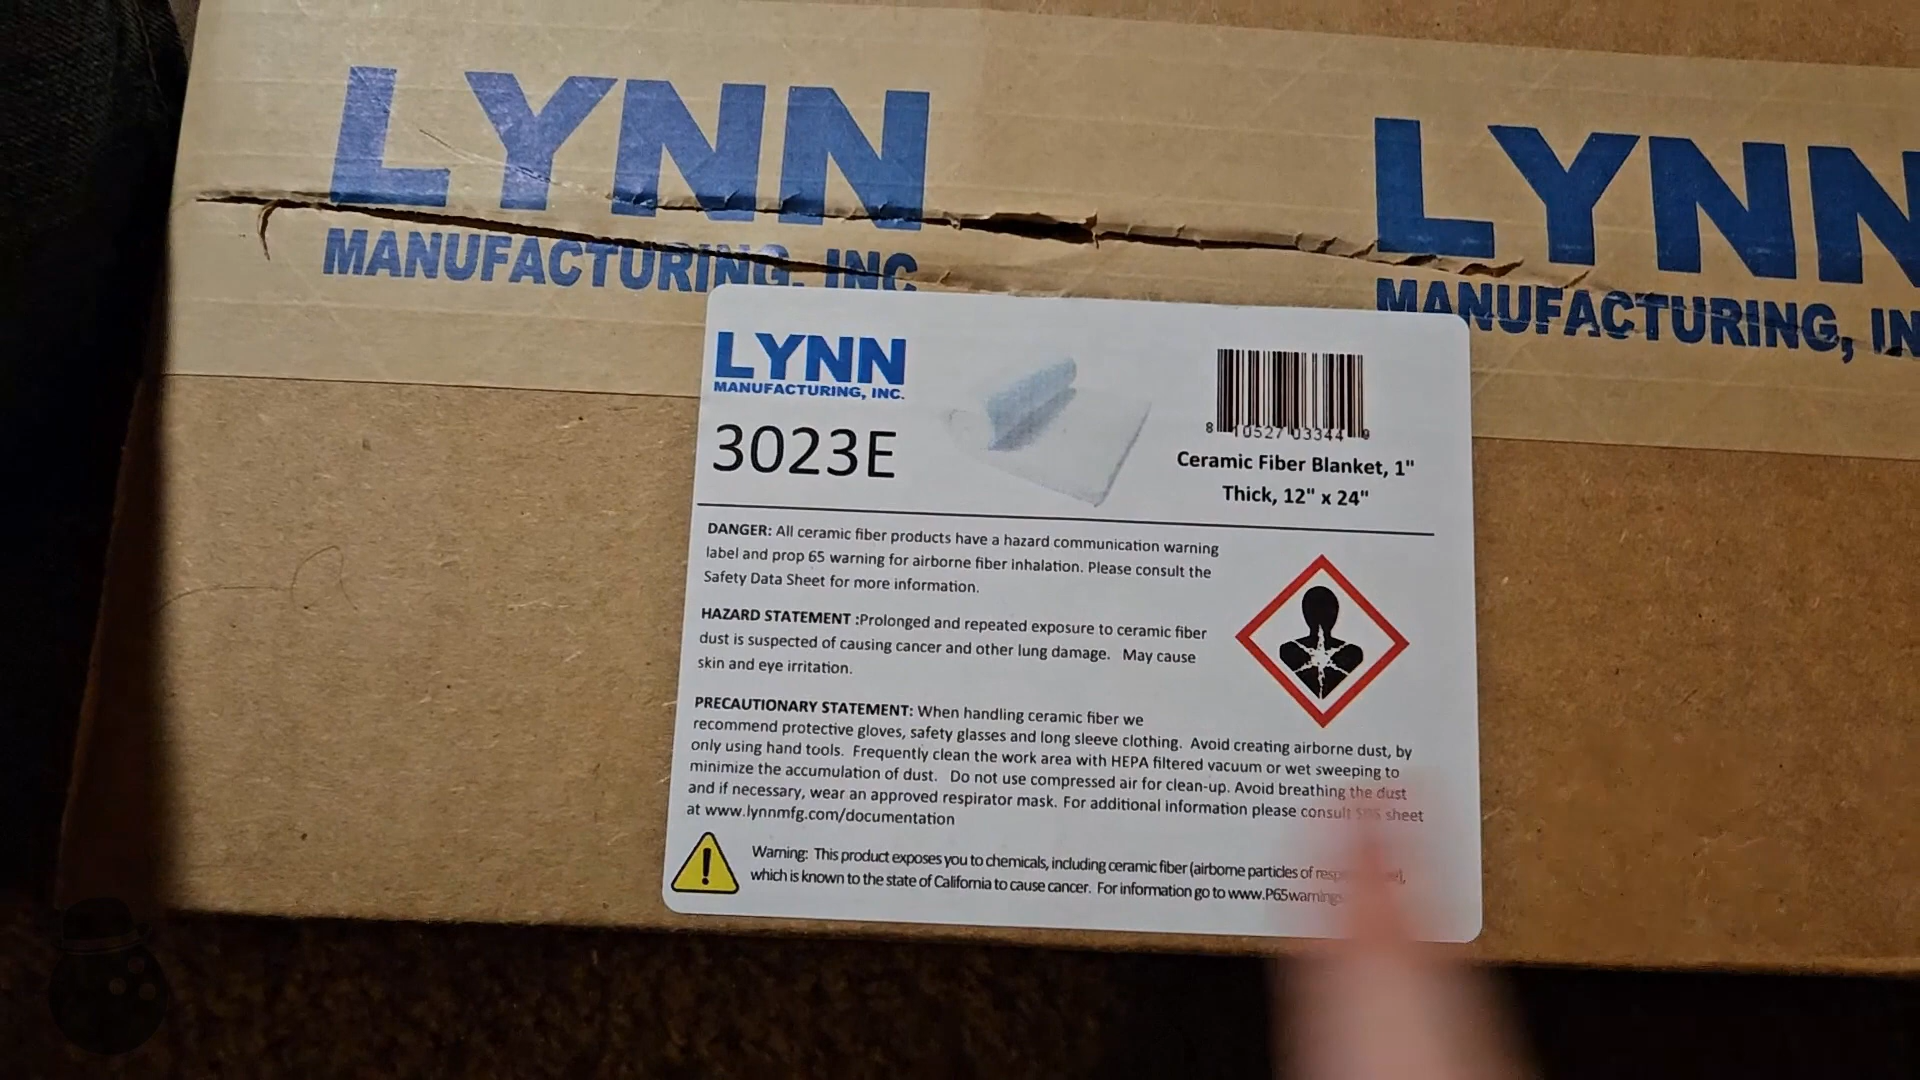 LYNN
MANUFACTURING, INC
LYNN
MANUFACTURING, IN
LYNN
MANUFACTURING, INC.
3023E
8 10527 03344 9
Ceramic Fiber Blanket, 1"
Thick, 12" x 24"
DANGER: All ceramic fiber products have a hazard communication warning
label and prop 65 warning for airborne fiber inhalation. Please consult the
Safety Data Sheet for more information.
HAZARD STATEMENT :Prolonged and repeated exposure to ceramic fiber
dust is suspected of causing cancer and other lung damage. May cause
skin and eye irritation.
PRECAUTIONARY STATEMENT: When handling ceramic fiber we
recommend protective gloves, safety glasses and long sleeve clothing. Avoid creating airborne dust, by
only using hand tools. Frequently clean the work area with HEPA filtered vacuum or wet sweeping to
minimize the accumulation of dust. Do not use compressed air for clean-up. Avoid breathing the dust
and if necessary, wear an approved respirator mask. For additional information please consult SDS sheet
at www.lynnmfg.com/documentation
Warning: This product exposes you to chemicals, including ceramic fiber (airborne particles of
which is known to the state of California to cause cancer. For information go to www.P65warnings